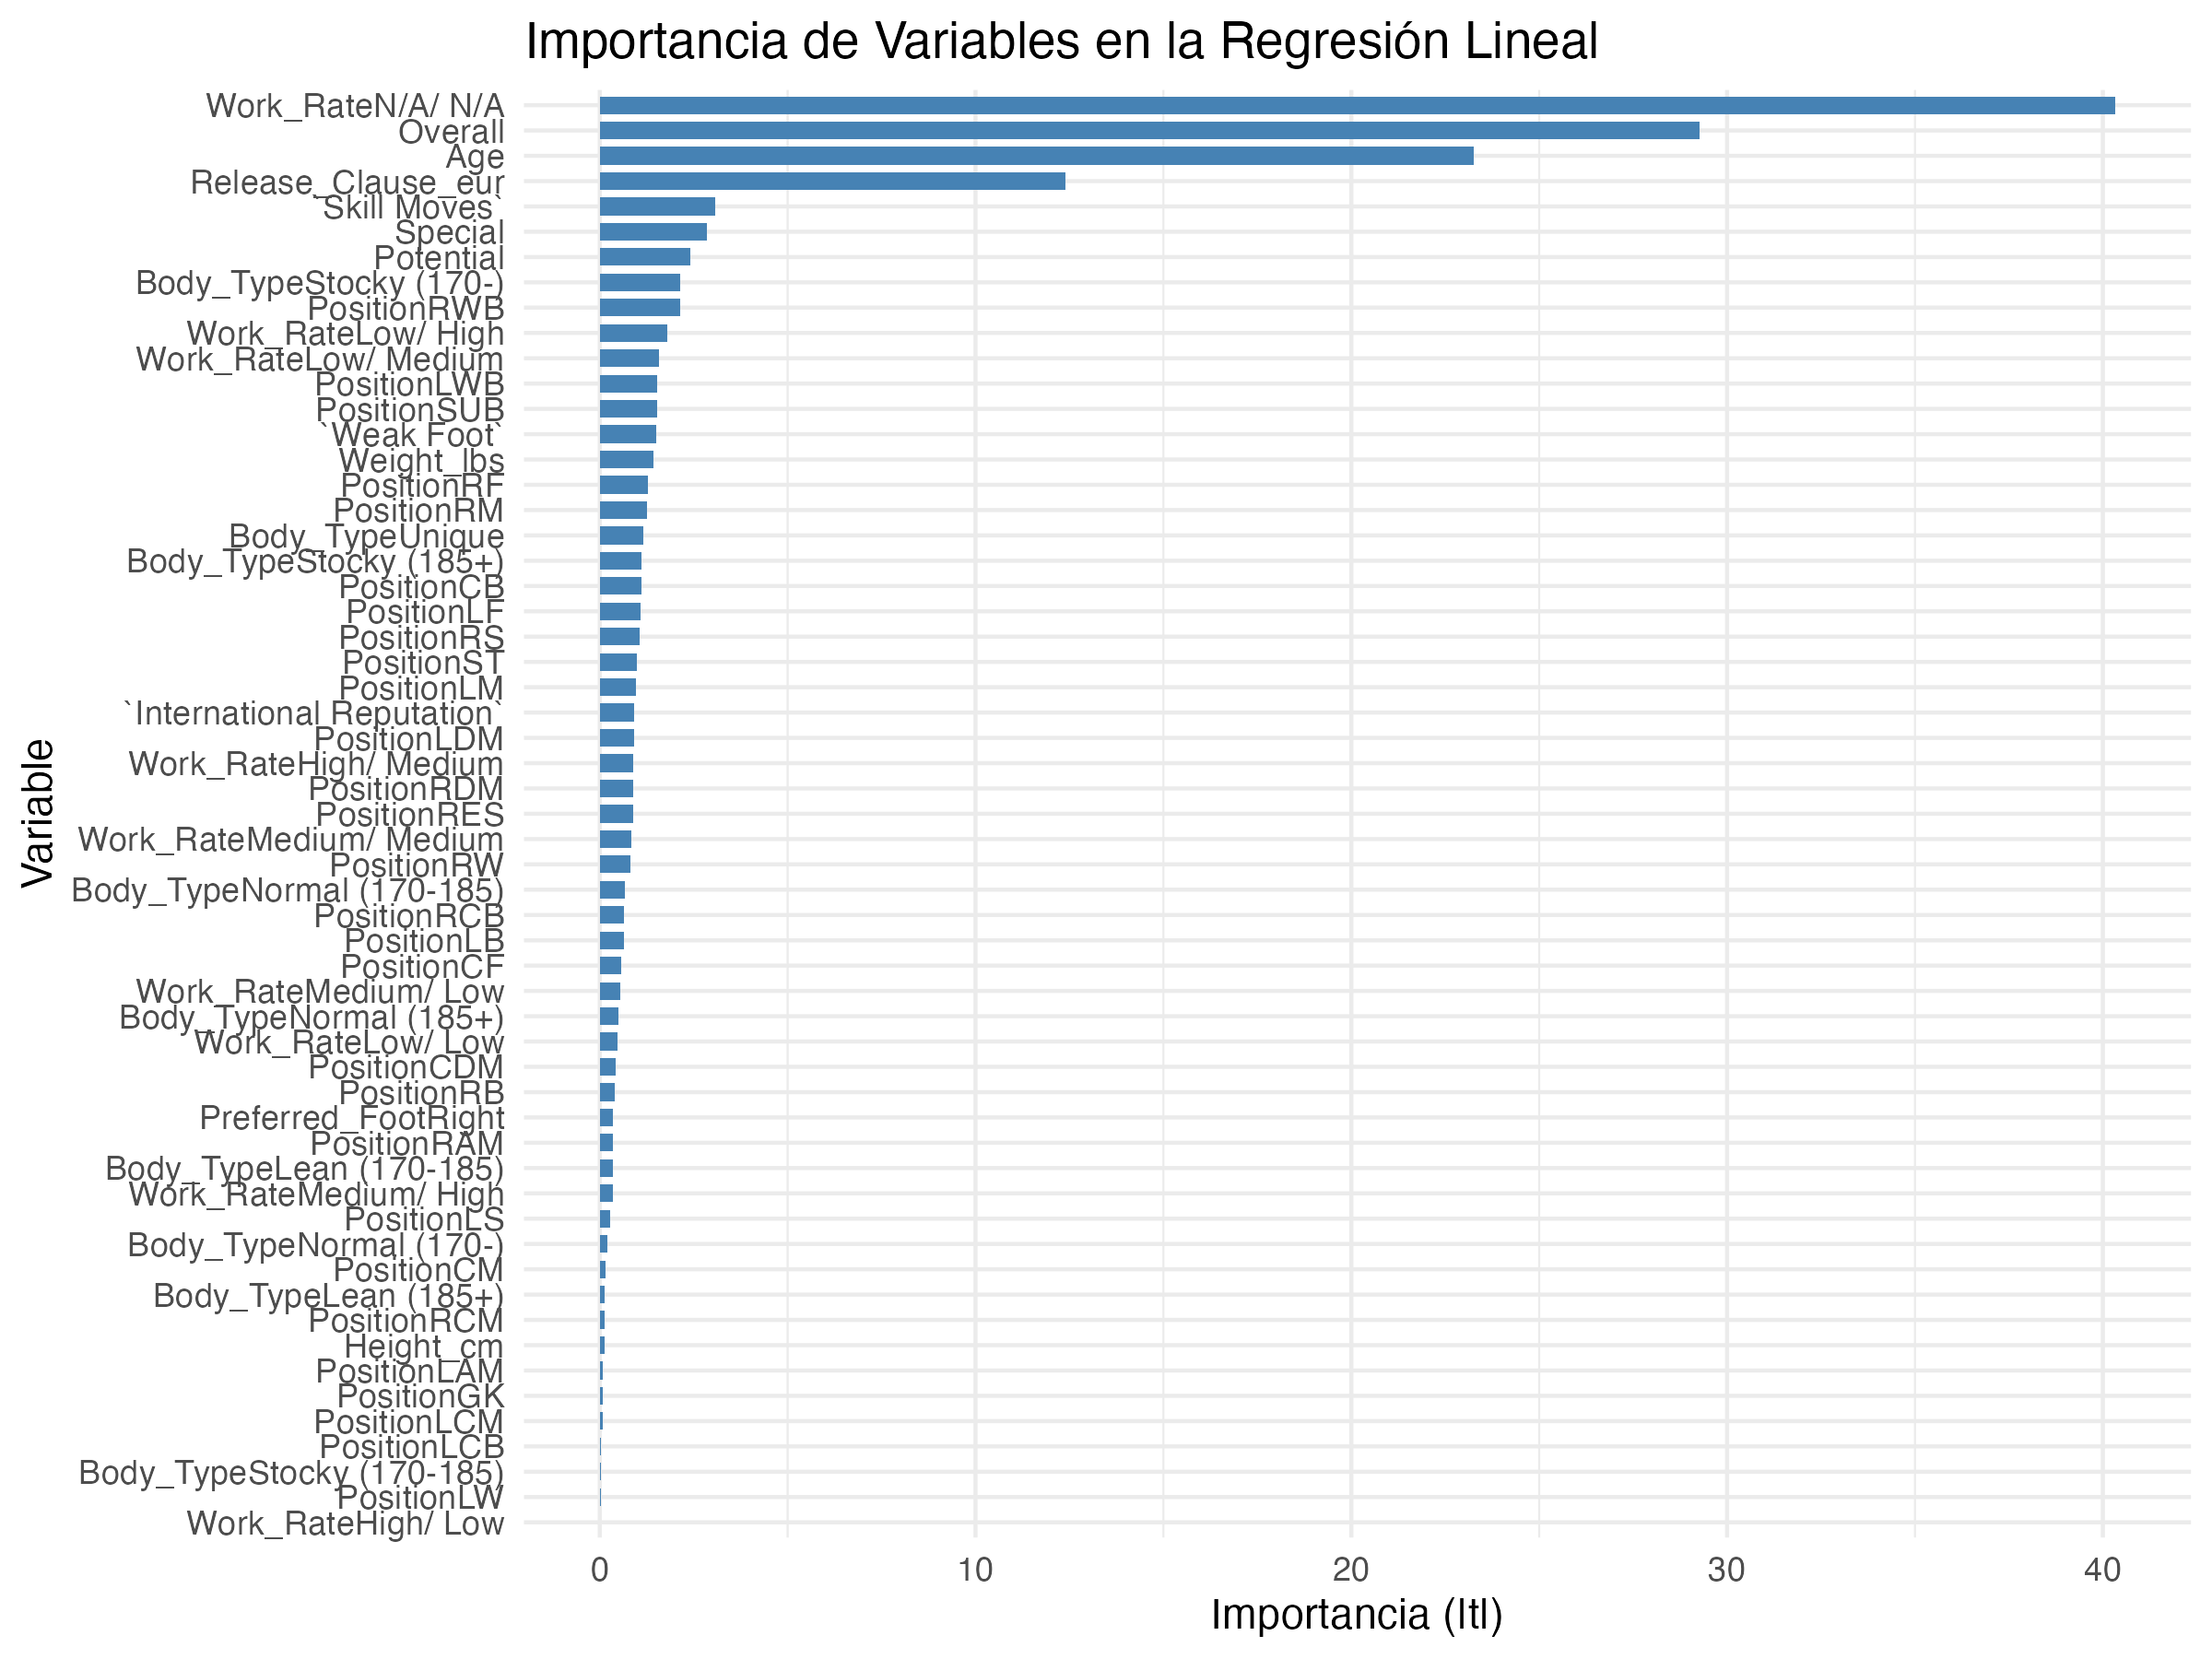 Importancia de Variables en la Regresión Lineal
Work_RateN/A/ N/A
Overall
Age
Release_Clause_eur
`Skill Moves`
Special
Potential
Body_TypeStocky (170-)
PositionRWB
Work_RateLow/ High
Work_RateLow/ Medium
PositionLWB
PositionSUB
`Weak Foot`
Weight_lbs
PositionRF
PositionRM
Body_TypeUnique
Body_TypeStocky (185+)
PositionCB
PositionLF
PositionRS
PositionST
PositionLM
`International Reputation`
PositionLDM
Work_RateHigh/ Medium
PositionRDM
PositionRES
Work_RateMedium/ Medium
PositionRW
Body_TypeNormal (170-185)
PositionRCB
PositionLB
PositionCF
Work_RateMedium/ Low
Body_TypeNormal (185+)
Work_RateLow/ Low
PositionCDM
PositionRB
Preferred_FootRight
PositionRAM
Body_TypeLean (170-185)
Work_RateMedium/ High
PositionLS
Body_TypeNormal (170-)
PositionCM
Body_TypeLean (185+)
PositionRCM
Height_cm
PositionLAM
PositionGK
PositionLCM
PositionLCB
Body_TypeStocky (170-185)
PositionLW
Work_RateHigh/ Low
Variable
0 10 20 30 40
Importancia (|t|)